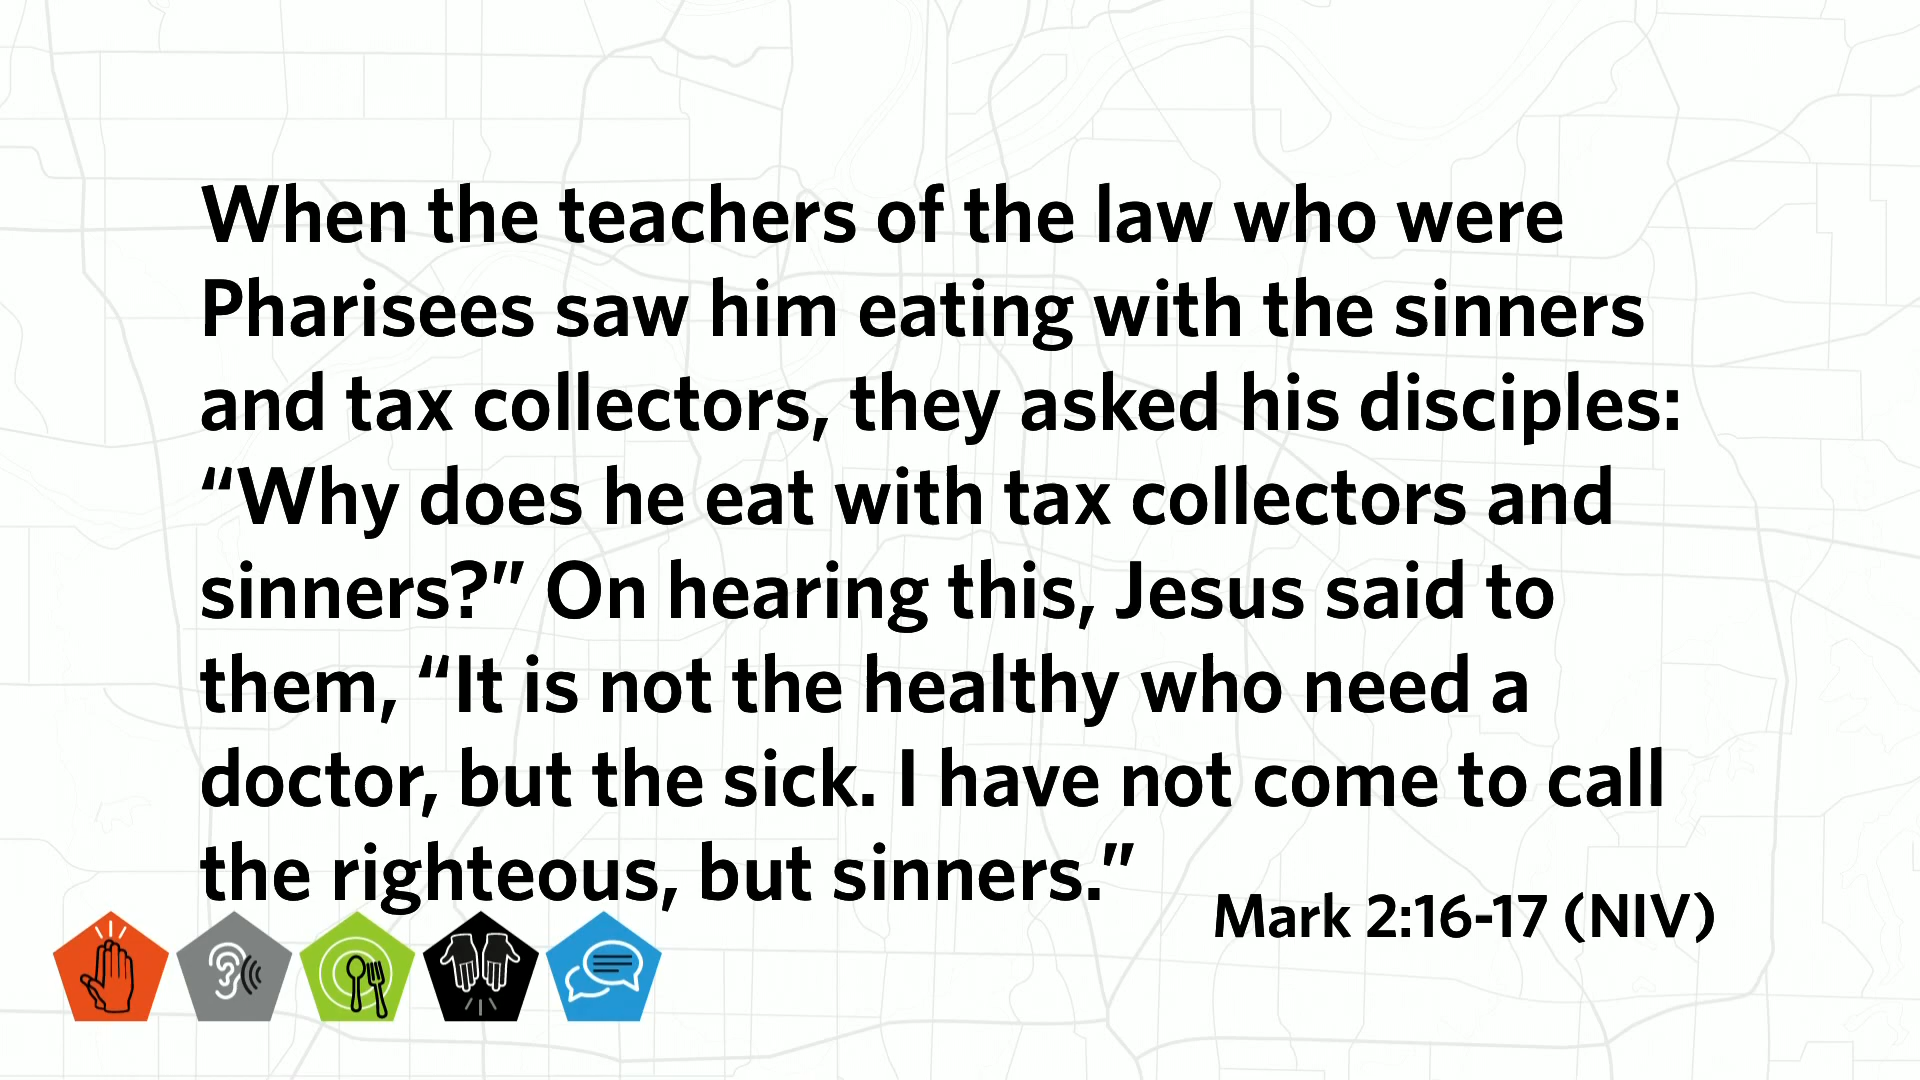 When the teachers of the law who were
Pharisees saw him eating with the sinners
and tax collectors, they asked his disciples:
“Why does he eat with tax collectors and
sinners?” On hearing this, Jesus said to
them, “It is not the healthy who need a
doctor, but the sick. I have not come to call
the righteous, but sinners.”
Mark 2:16-17 (NIV)